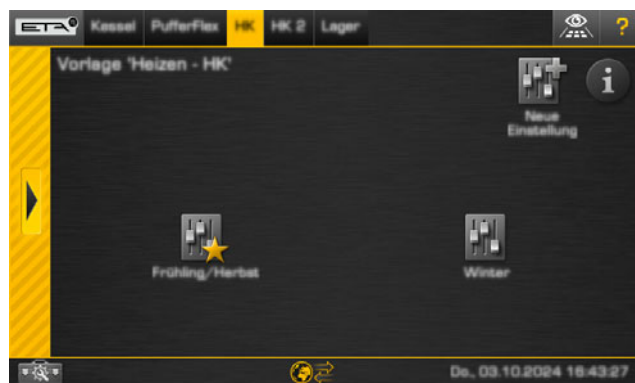 ETA
Kessel PufferFlex HK HK 2 Lager ?
Vorlage 'Heizen - HK'
i
Neue
Einstellung
Frühling/Herbst Winter
Do., 03.10.2024 16:43:27